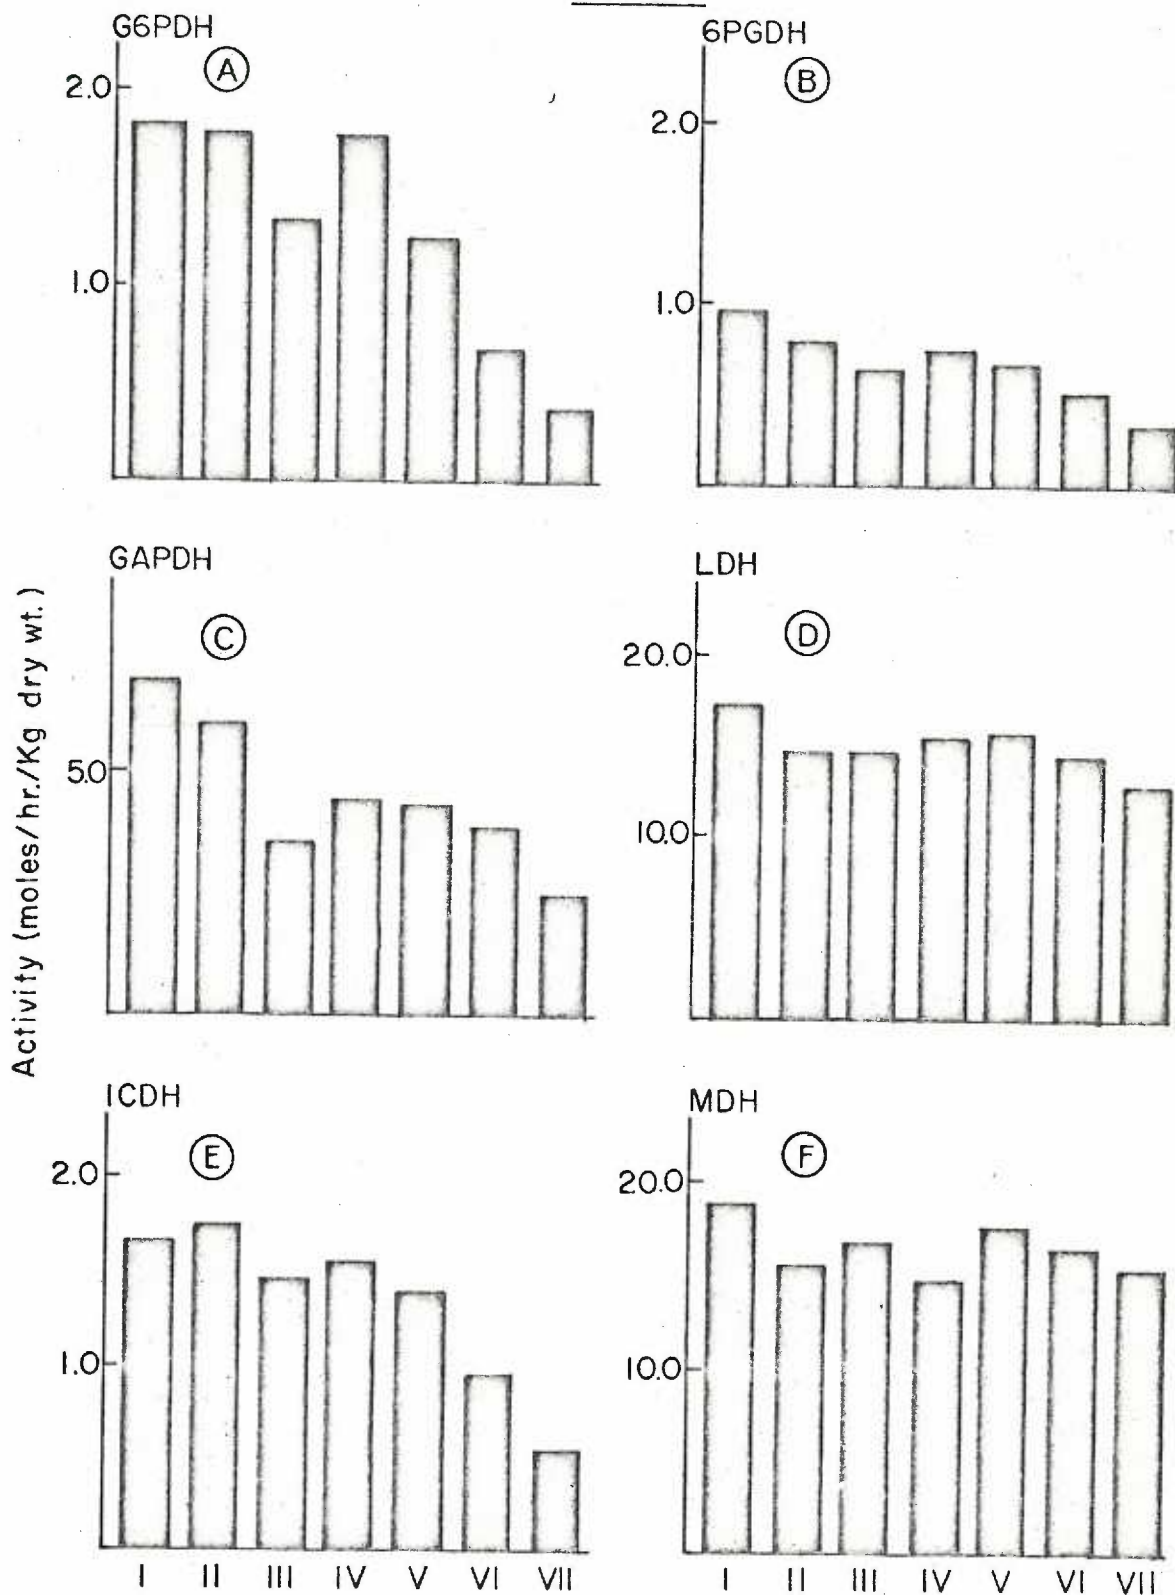 G6PDH
A
2.0
1.0
6PGDH
B
2.0
1.0
Activity (moles/hr./Kg dry wt.)
GAPDH
C
5.0
LDH
D
20.0
10.0
ICDH
E
2.0
1.0
I II III IV V VI VII
MDH
F
20.0
10.0
I II III IV V VI VII